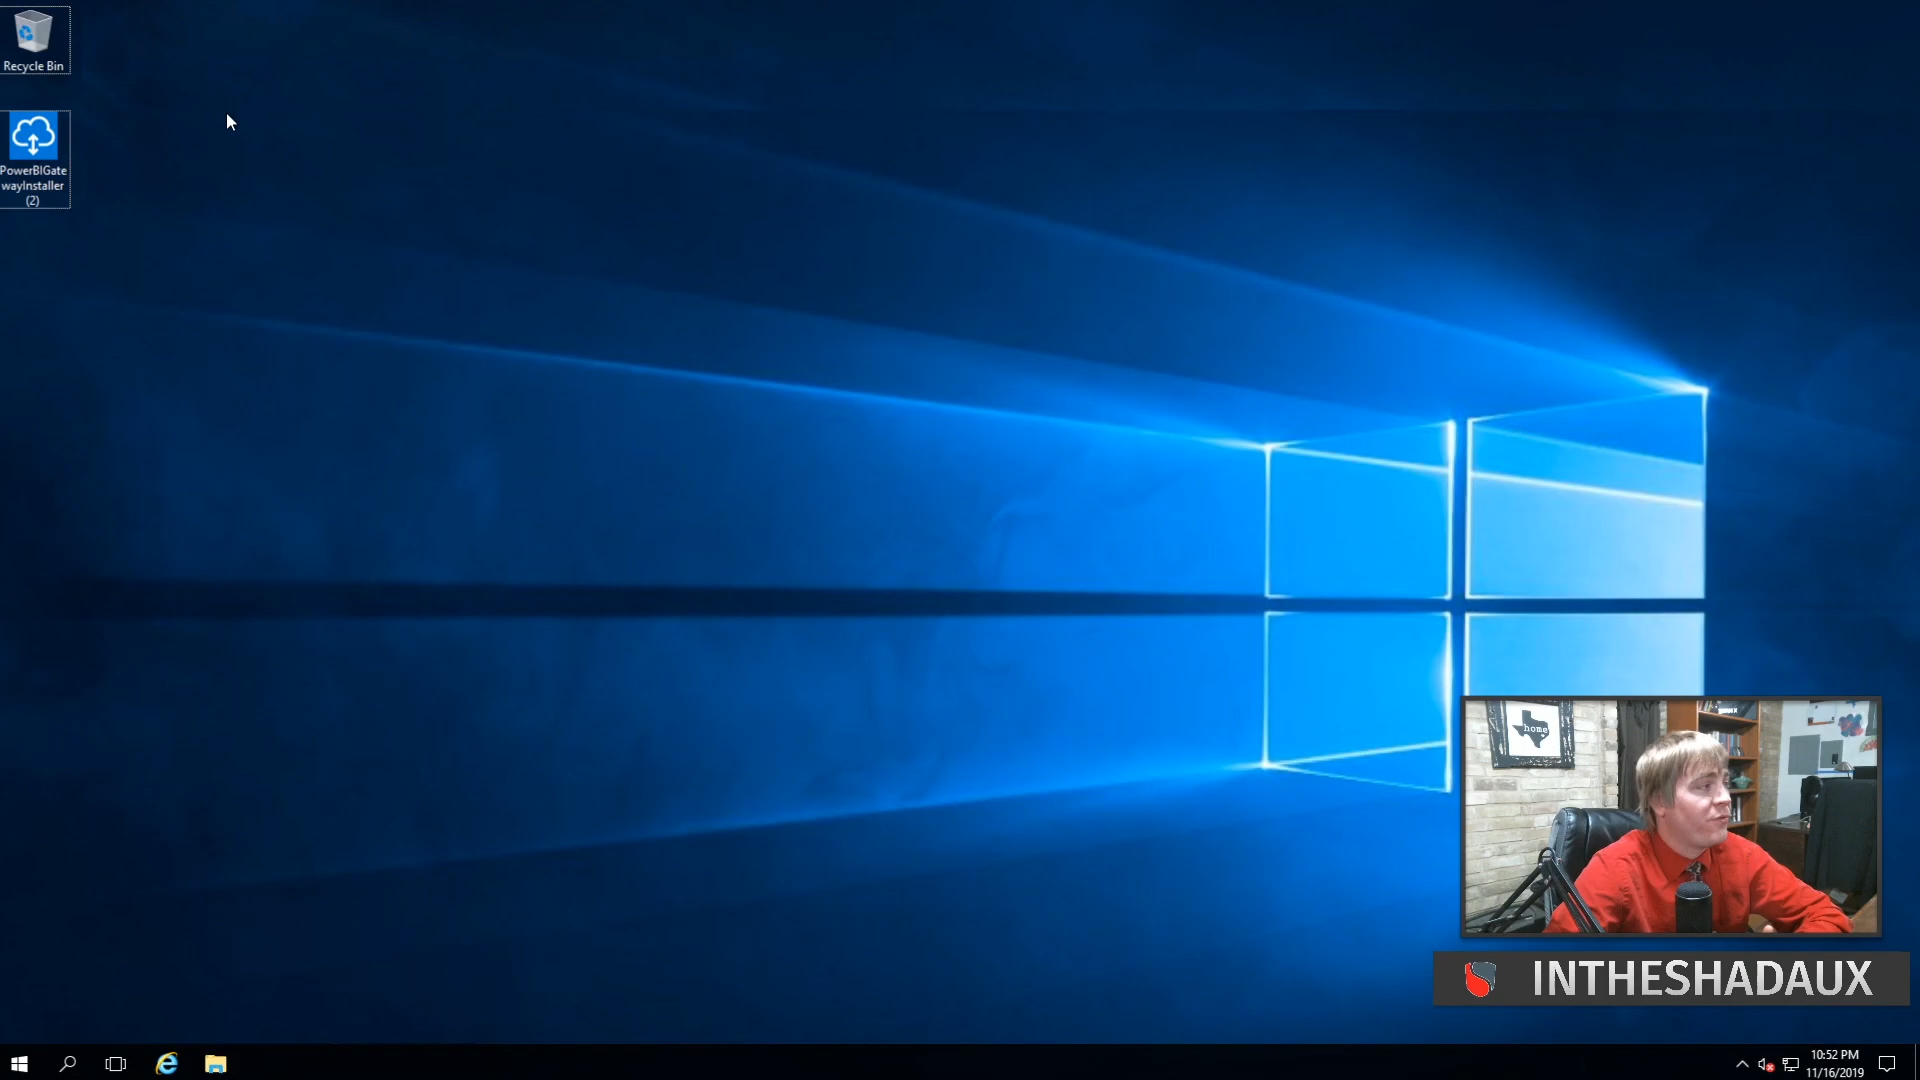 Recycle Bin
PowerBIGate
wayInstaller
(2)
home
INTHESHADAUX
10:52 PM
11/16/2019